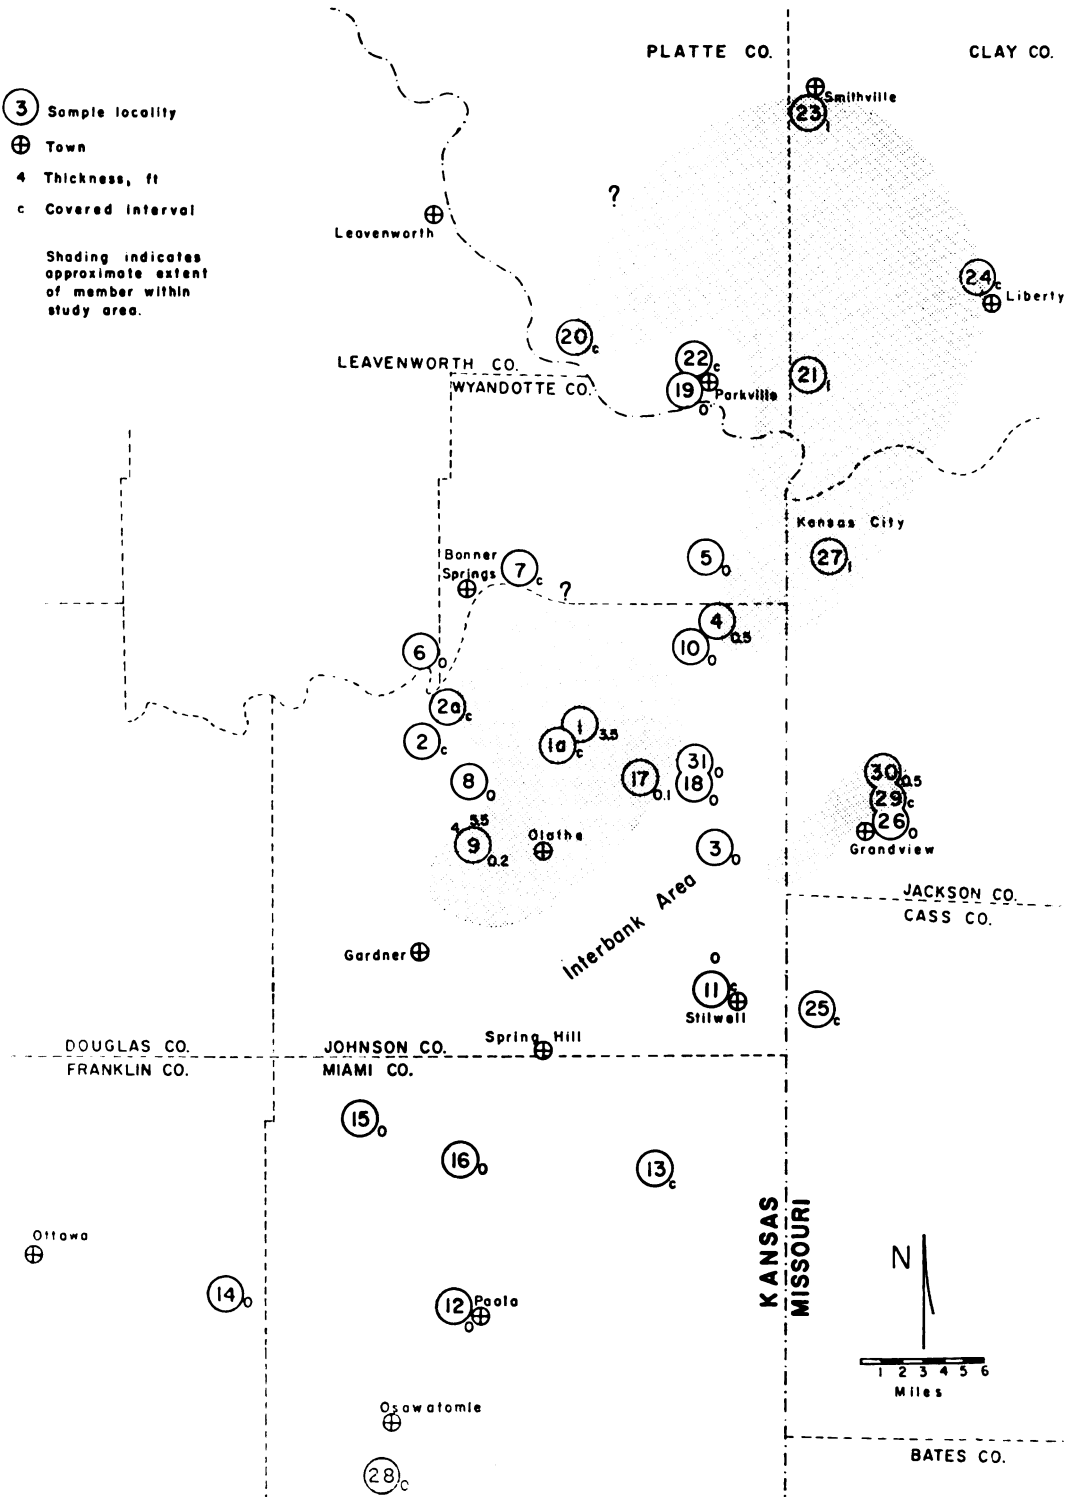 PLATTE CO.
CLAY CO.
3 Sample locality
Town
4 Thickness, ft
c Covered interval
Shading indicates
approximate extent
of member within
study area.
Smithville
23 1
?
Leavenworth
24 c
Liberty
20 c
22 c
LEAVENWORTH CO.
WYANDOTTE CO.
19 0
Parkville
21 1
Kansas City
Bonner
Springs
7 c
5 0
27 1
?
4 0.5
6 0
10 0
2a c
1 3.5
2 c
1a c
31 0
30 0.5
8 0
17 0.1
18 0
29 c
4 5.5
26 0
9 0.2
Olathe
3 0
Grandview
Interbank Area
JACKSON CO.
CASS CO.
Gardner
0
11 c
Stilwell
25 c
Spring Hill
DOUGLAS CO.
JOHNSON CO.
FRANKLIN CO.
MIAMI CO.
15 0
16 0
13 c
KANSAS
MISSOURI
Ottawa
N
14 0
12 0
Paola
1 2 3 4 5 6
Miles
Osawatomie
BATES CO.
28 0